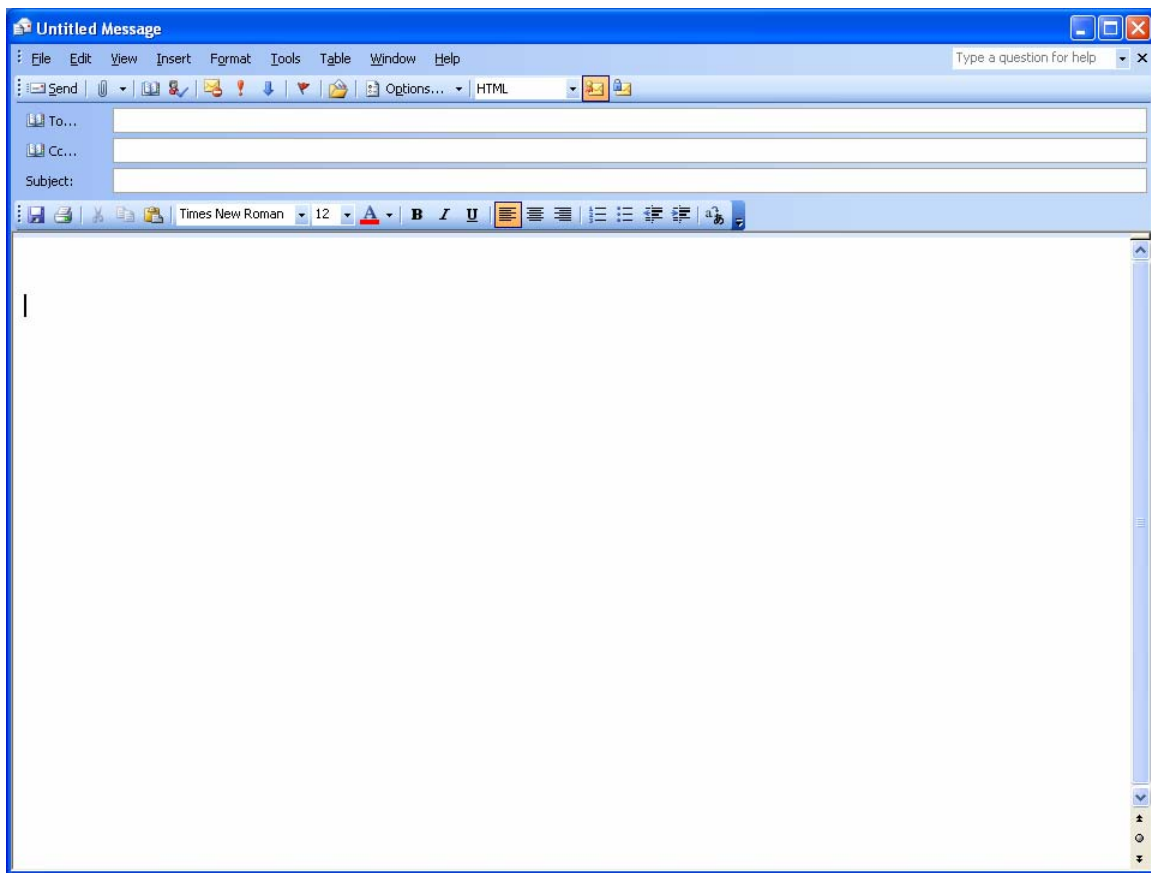 Untitled Message
File Edit View Insert Format Tools Table Window Help Type a question for help
Send Options... HTML
To...
Cc...
Subject:
Times New Roman 12 A B I U